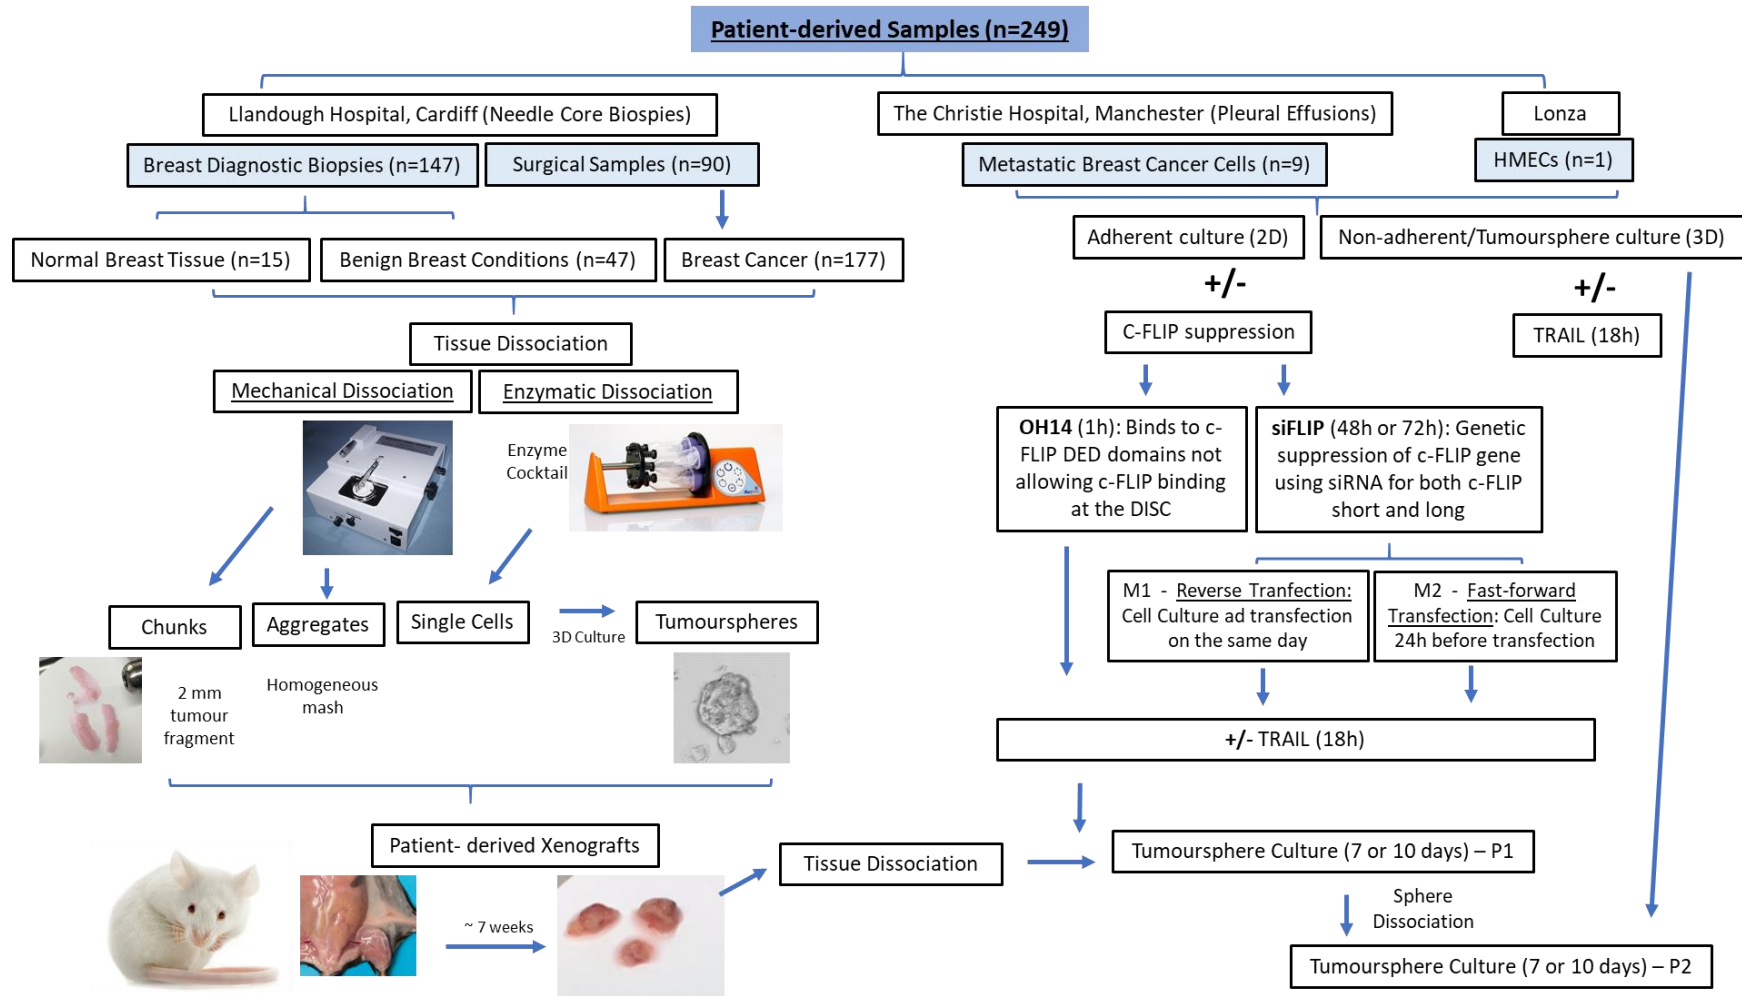 Patient-derived Samples (n=249)
Llandough Hospital, Cardiff (Needle Core Biospies)
The Christie Hospital, Manchester (Pleural Effusions)
Lonza
Breast Diagnostic Biopsies (n=147)
Surgical Samples (n=90)
Metastatic Breast Cancer Cells (n=9)
HMECs (n=1)
Normal Breast Tissue (n=15)
Benign Breast Conditions (n=47)
Breast Cancer (n=177)
Adherent culture (2D)
Non-adherent/Tumoursphere culture (3D)
+/-
+/-
C-FLIP suppression
TRAIL (18h)
Tissue Dissociation
Mechanical Dissociation
Enzymatic Dissociation
Enzyme
Cocktail
OH14 (1h): Binds to c-
FLIP DED domains not
allowing c-FLIP binding
at the DISC
siFLIP (48h or 72h): Genetic
suppression of c-FLIP gene
using siRNA for both c-FLIP
short and long
M1 - Reverse Tranfection:
Cell Culture ad transfection
on the same day
M2 - Fast-forward
Transfection: Cell Culture
24h before transfection
Chunks
Aggregates
Single Cells
3D Culture
Tumourspheres
2 mm
tumour
fragment
Homogeneous
mash
+/- TRAIL (18h)
Patient- derived Xenografts
~ 7 weeks
Tissue Dissociation
Tumoursphere Culture (7 or 10 days) – P1
Sphere
Dissociation
Tumoursphere Culture (7 or 10 days) – P2